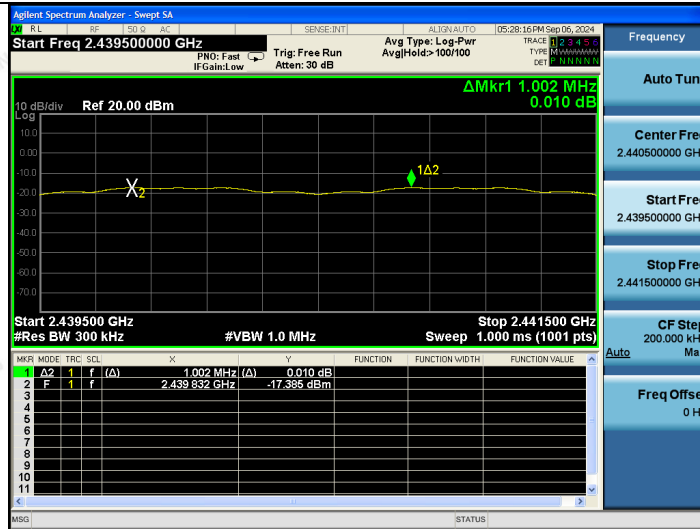 Agilent Spectrum Analyzer - Swept SA
LXI RL RF 50 Ω AC SENSE:INT ALIGNAUTO 05:28:16 PM Sep 06, 2024
Start Freq 2.439500000 GHz
PNO: Fast
IFGain:Low
Trig: Free Run
Atten: 30 dB
Avg Type: Log-Pwr
Avg|Hold:>100/100
TRACE 1 2 3 4 5 6
TYPE M
DET P N N N N N
ΔMkr1 1.002 MHz
0.010 dB
10 dB/div Ref 20.00 dBm
Log
10.0
0.00
-10.0
-20.0
-30.0
-40.0
-50.0
-60.0
-70.0
X2
1Δ2
Start 2.439500 GHz Stop 2.441500 GHz
#Res BW 300 kHz #VBW 1.0 MHz Sweep 1.000 ms (1001 pts)
MKR MODE TRC SCL X Y FUNCTION FUNCTION WIDTH FUNCTION VALUE
1 Δ2 1 f (Δ) 1.002 MHz (Δ) 0.010 dB
2 F 1 f 2.439 832 GHz -17.385 dBm
3
4
5
6
7
8
9
10
11
MSG STATUS
Frequency
Auto Tun
Center Fre
2.440500000 GH
Start Fre
2.439500000 GH
Stop Fre
2.441500000 GH
CF Step
200.000 kH
Auto Ma
Freq Offse
0 H